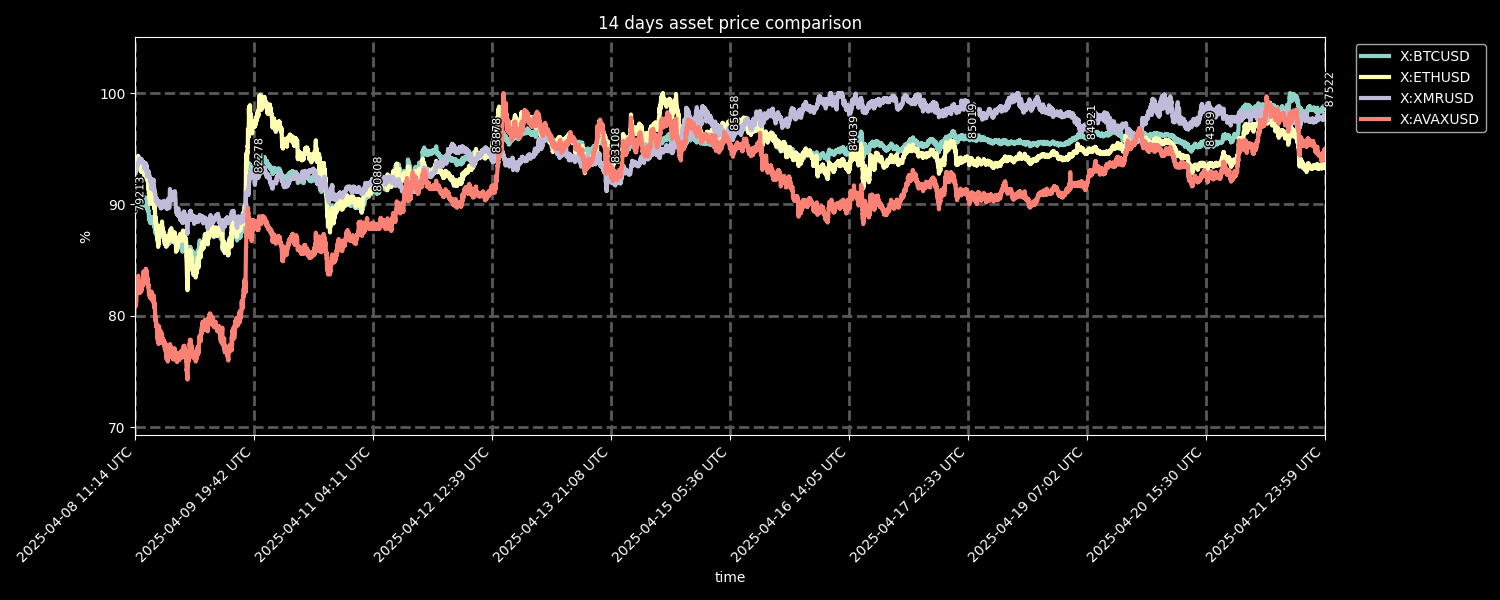 14 days asset price comparison
X:BTCUSD
X:ETHUSD
X:XMRUSD
X:AVAXUSD
%
100
90
80
70
79213
82278
80808
83878
83108
85658
84039
85019
84921
84389
87522
2025-04-08 11:14 UTC
2025-04-09 19:42 UTC
2025-04-11 04:11 UTC
2025-04-12 12:39 UTC
2025-04-13 21:08 UTC
2025-04-15 05:36 UTC
2025-04-16 14:05 UTC
2025-04-17 22:33 UTC
2025-04-19 07:02 UTC
2025-04-20 15:30 UTC
2025-04-21 23:59 UTC
time